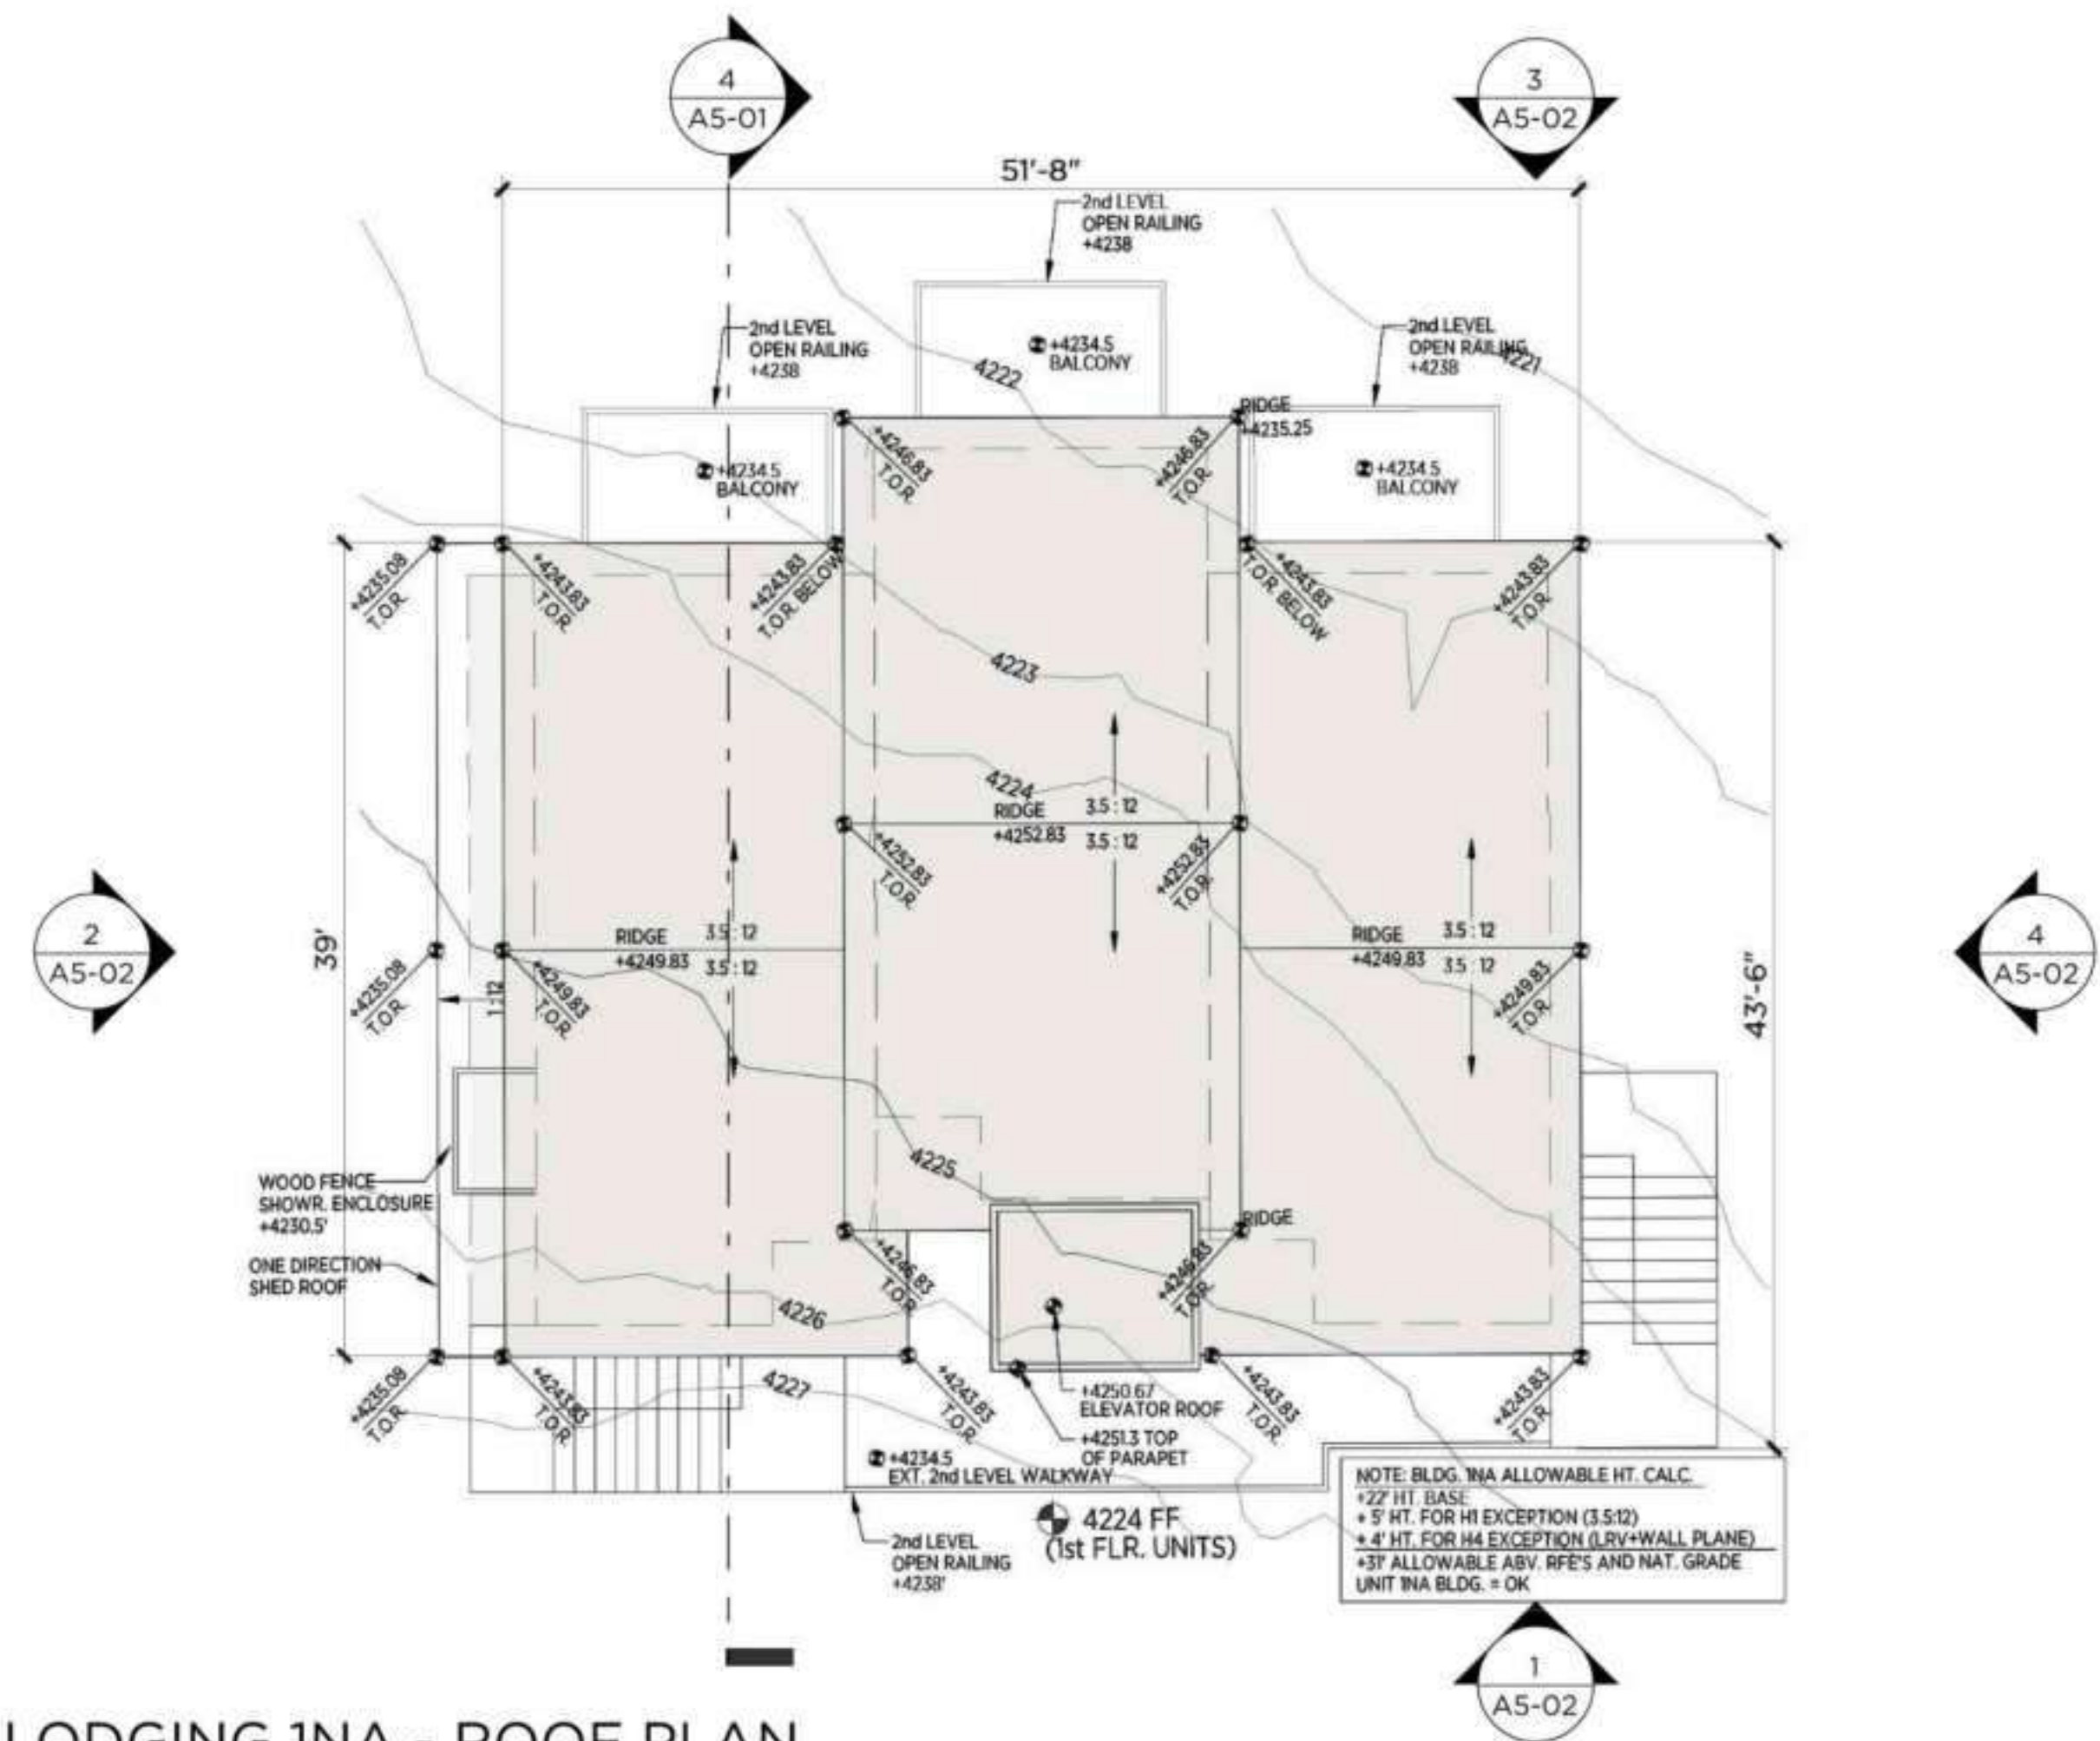 4
A5-01
3
A5-02
51'-8"
2nd LEVEL
OPEN RAILING
+4238
2nd LEVEL
OPEN RAILING
+4238
2nd LEVEL
OPEN RAILING
+4238
4221
4222
+4234.5
BALCONY
RIDGE
+4235.25
+4234.5
BALCONY
+4234.5
BALCONY
+4246.83
T.O.R.
+4246.83
T.O.R.
+4235.08
T.O.R.
+4243.83
T.O.R.
+4243.83
T.O.R. BELOW
+4243.83
T.O.R. BELOW
+4243.83
T.O.R.
4223
4224
RIDGE
+4252.83
3.5 : 12
3.5 : 12
+4252.83
T.O.R.
+4252.83
T.O.R.
2
A5-02
39'
RIDGE
+4249.83
3.5 : 12
3.5 : 12
RIDGE
+4249.83
3.5 : 12
3.5 : 12
4
A5-02
43'-6"
+4235.08
T.O.R.
1:12
+4249.83
T.O.R.
+4249.83
T.O.R.
4225
WOOD FENCE
SHOWR. ENCLOSURE
+4230.5'
ONE DIRECTION
SHED ROOF
RIDGE
+4246.83
T.O.R.
+4246.83
T.O.R.
4226
4227
+4235.08
T.O.R.
+4243.83
T.O.R.
+4243.83
T.O.R.
+4250.67
ELEVATOR ROOF
+4251.3 TOP
OF PARAPET
+4243.83
T.O.R.
+4243.83
T.O.R.
+4234.5
EXT. 2nd LEVEL WALKWAY
4224 FF
(1st FLR. UNITS)
2nd LEVEL
OPEN RAILING
+4238'
NOTE: BLDG. 1NA ALLOWABLE HT. CALC.
+22' HT. BASE
+ 5' HT. FOR H1 EXCEPTION (3.5:12)
+ 4' HT. FOR H4 EXCEPTION (LRV+WALL PLANE)
+31' ALLOWABLE ABV. RFE'S AND NAT. GRADE
UNIT 1NA BLDG. = OK
1
A5-02
LODGING 1NA - ROOF PLAN